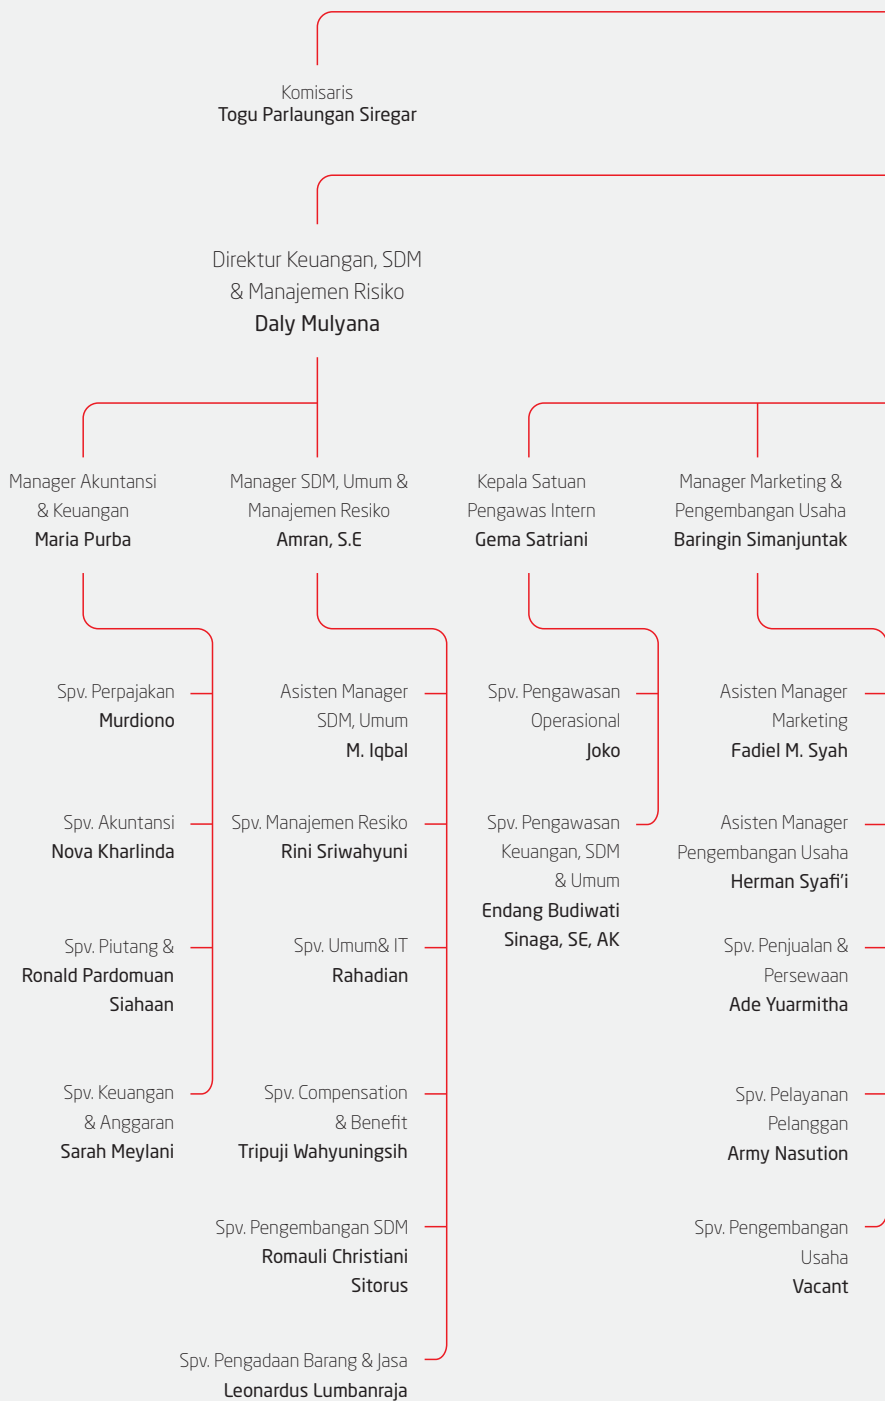 Komisaris
Togu Parlaungan Siregar
Direktur Keuangan, SDM
& Manajemen Risiko
Daly Mulyana
Manager Akuntansi
& Keuangan
Maria Purba
Manager SDM, Umum &
Manajemen Resiko
Amran, S.E
Kepala Satuan
Pengawas Intern
Gema Satriani
Manager Marketing &
Pengembangan Usaha
Baringin Simanjuntak
Spv. Perpajakan
Murdiono
Spv. Akuntansi
Nova Kharlinda
Spv. Piutang &
Ronald Pardomuan
Siahaan
Spv. Keuangan
& Anggaran
Sarah Meylani
Asisten Manager
SDM, Umum
M. Iqbal
Spv. Manajemen Resiko
Rini Sriwahyuni
Spv. Umum& IT
Rahadian
Spv. Compensation
& Benefit
Tripuji Wahyuningsih
Spv. Pengembangan SDM
Romauli Christiani
Sitorus
Spv. Pengadaan Barang & Jasa
Leonardus Lumbanraja
Spv. Pengawasan
Operasional
Joko
Spv. Pengawasan
Keuangan, SDM
& Umum
Endang Budiwati
Sinaga, SE, AK
Asisten Manager
Marketing
Fadiel M. Syah
Asisten Manager
Pengembangan Usaha
Herman Syafi'i
Spv. Penjualan &
Persewaan
Ade Yuarmitha
Spv. Pelayanan
Pelanggan
Army Nasution
Spv. Pengembangan
Usaha
Vacant